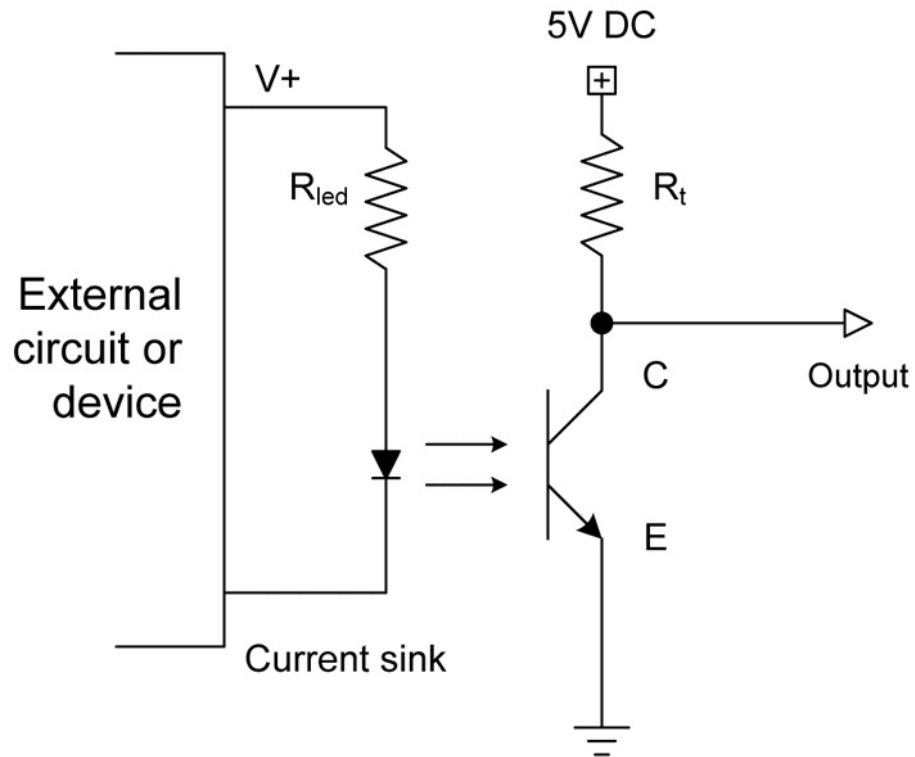 5V DC
V+
R_led
R_t
External
circuit or
device
C
Output
E
Current sink